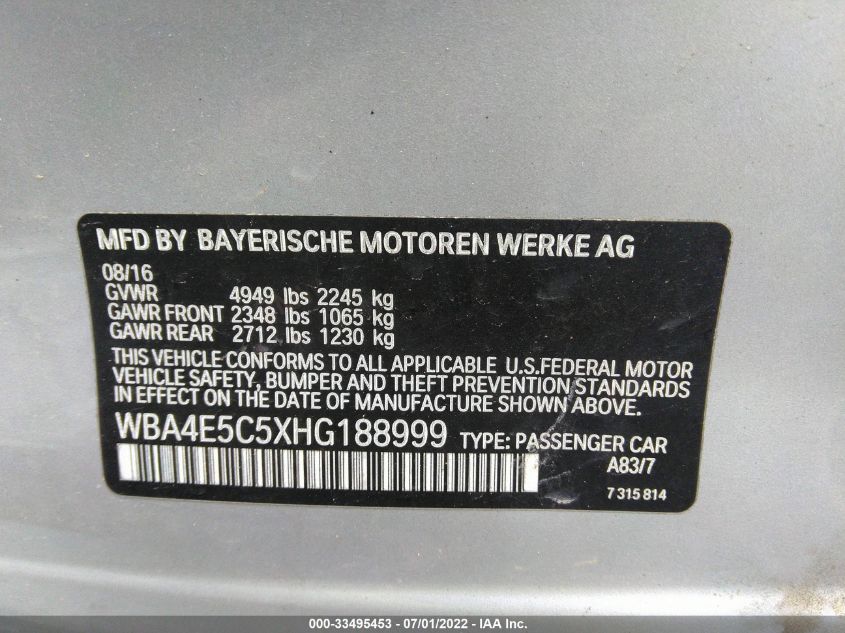 MFD BY BAYERISCHE MOTOREN WERKE AG
08/16
GVWR 4949 lbs 2245 kg
GAWR FRONT 2348 lbs 1065 kg
GAWR REAR 2712 lbs 1230 kg
THIS VEHICLE CONFORMS TO ALL APPLICABLE U.S.FEDERAL MOTOR
VEHICLE SAFETY, BUMPER AND THEFT PREVENTION STANDARDS
IN EFFECT ON THE DATE OF MANUFACTURE SHOWN ABOVE.
WBA4E5C5XHG188999 TYPE: PASSENGER CAR
A83/7
7 315 814
000-33495453 - 07/01/2022 - IAA Inc.